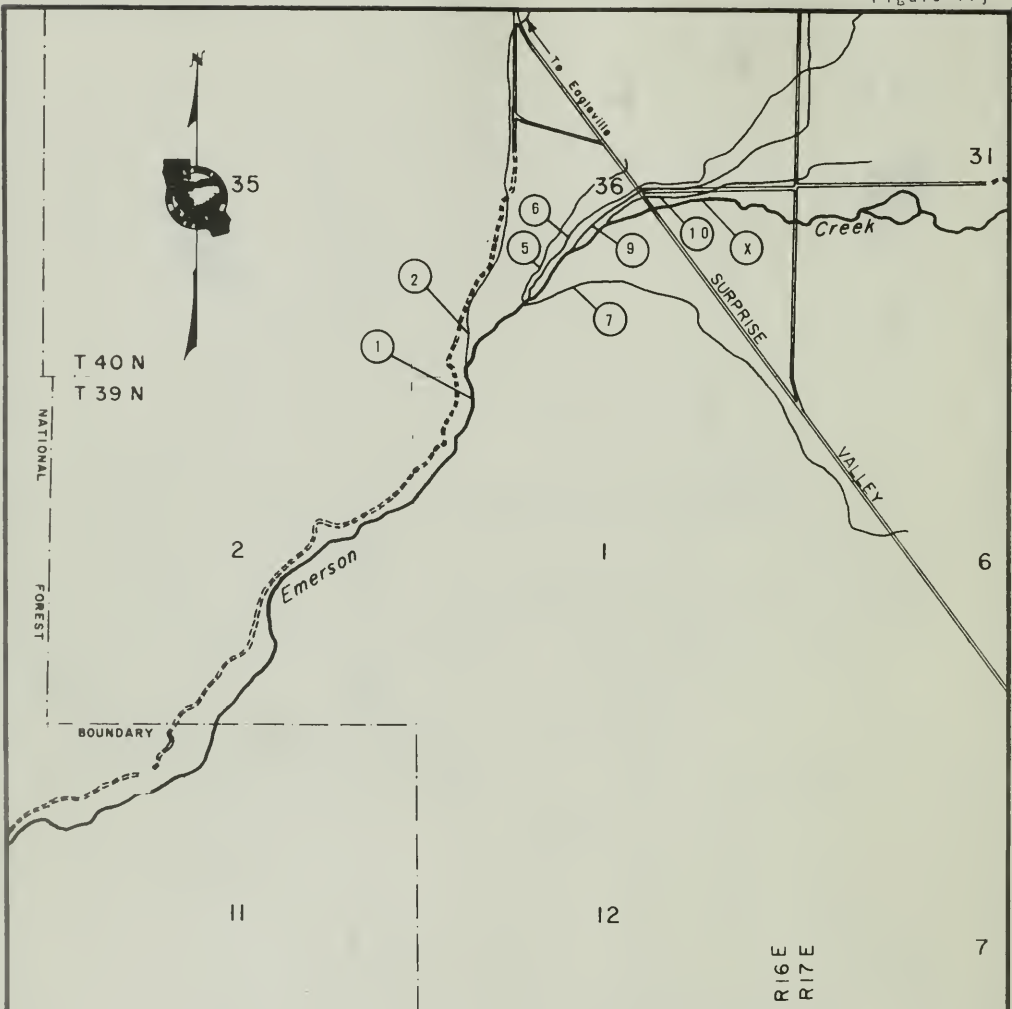 N
To Eagleville
35
36
31
6
5
9
10
X
Creek
2
7
1
SURPRISE
VALLEY
T 40 N
T 39 N
NATIONAL
FOREST
2
1
6
Emerson
BOUNDARY
11
12
7
R16E
R17E